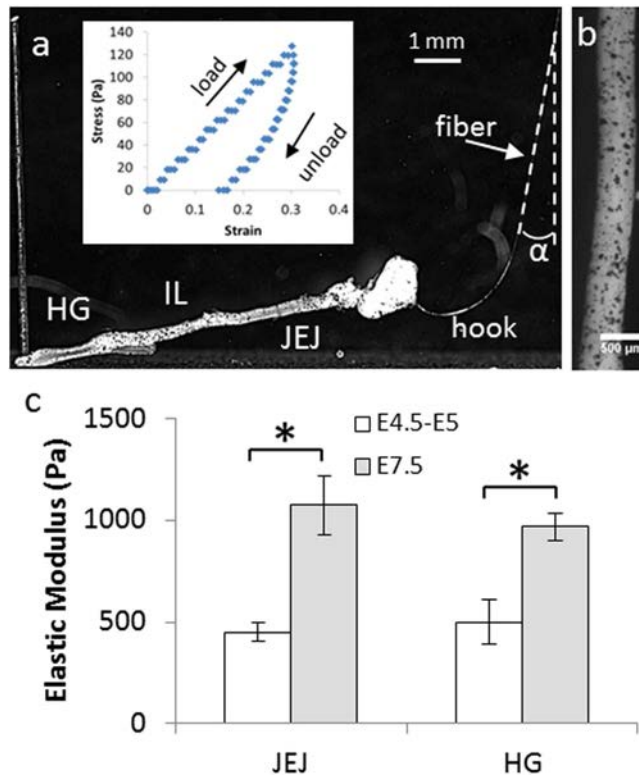 a
140
120
100
80
60
40
20
0
Stress (Pa)
load
unload
0 0.1 0.2 0.3 0.4
Strain
1 mm
fiber
α
HG
IL
JEJ
hook
b
500 µm
c
1500
1000
500
0
Elastic Modulus (Pa)
E4.5-E5
E7.5
*
*
JEJ HG